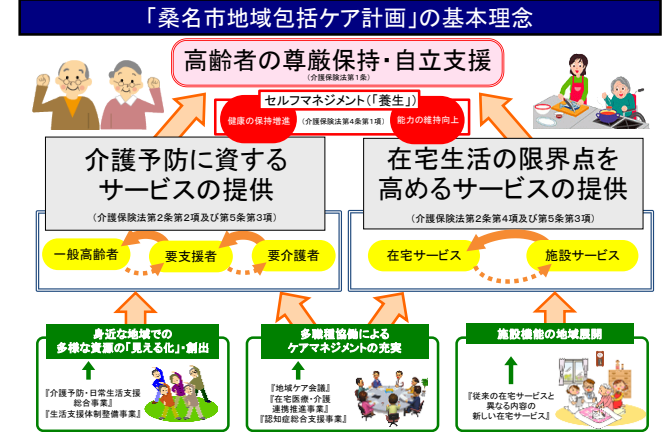 「桑名市地域包括ケア計画」の基本理念
高齢者の尊厳保持・自立支援
（介護保険法第1条）
セルフマネジメント（「養生」）
健康の保持増進
（介護保険法第4条第1項）
能力の維持向上
介護予防に資する
サービスの提供
（介護保険法第2条第2項及び第5条第3項）
在宅生活の限界点を
高めるサービスの提供
（介護保険法第2条第4項及び第5条第3項）
一般高齢者
要支援者
要介護者
在宅サービス
施設サービス
身近な地域での
多様な資源の「見える化」・創出
『介護予防・日常生活支援
総合事業』
『生活支援体制整備事業』
多職種協働による
ケアマネジメントの充実
『地域ケア会議』
『在宅医療・介護
連携推進事業』
『認知症総合支援事業』
施設機能の地域展開
『従来の在宅サービスと
異なる内容の
新しい在宅サービス』